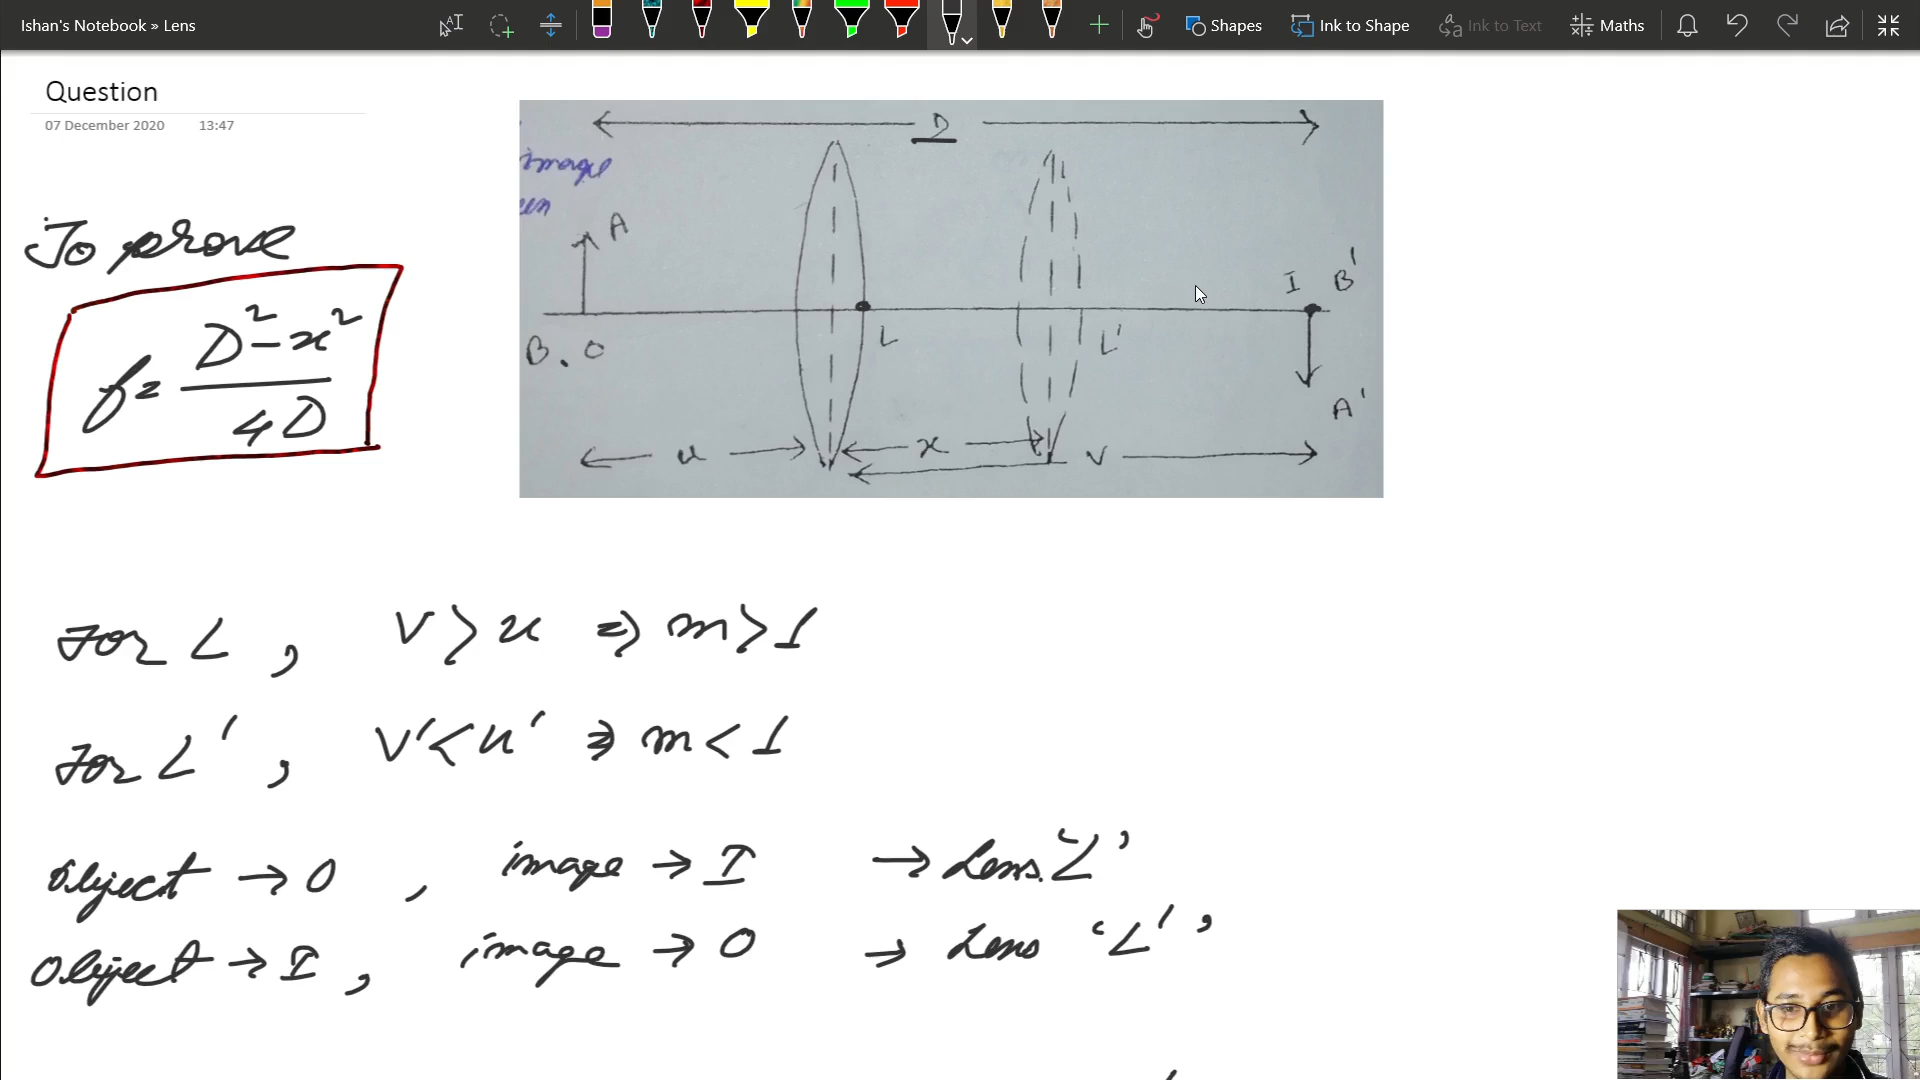 Ishan's Notebook » Lens
Shapes
Ink to Shape
Ink to Text
Maths
Question
07 December 2020 13:47
To prove
f = D² - x² / 4D
D
A
L
L'
I B'
B. O
A'
u
x
v
For L , v > u ⇒ m > 1
For L' , v' < u' ⇒ m < 1
Object → O , image → I → Lens 'L'
Object → I , image → O → Lens 'L''